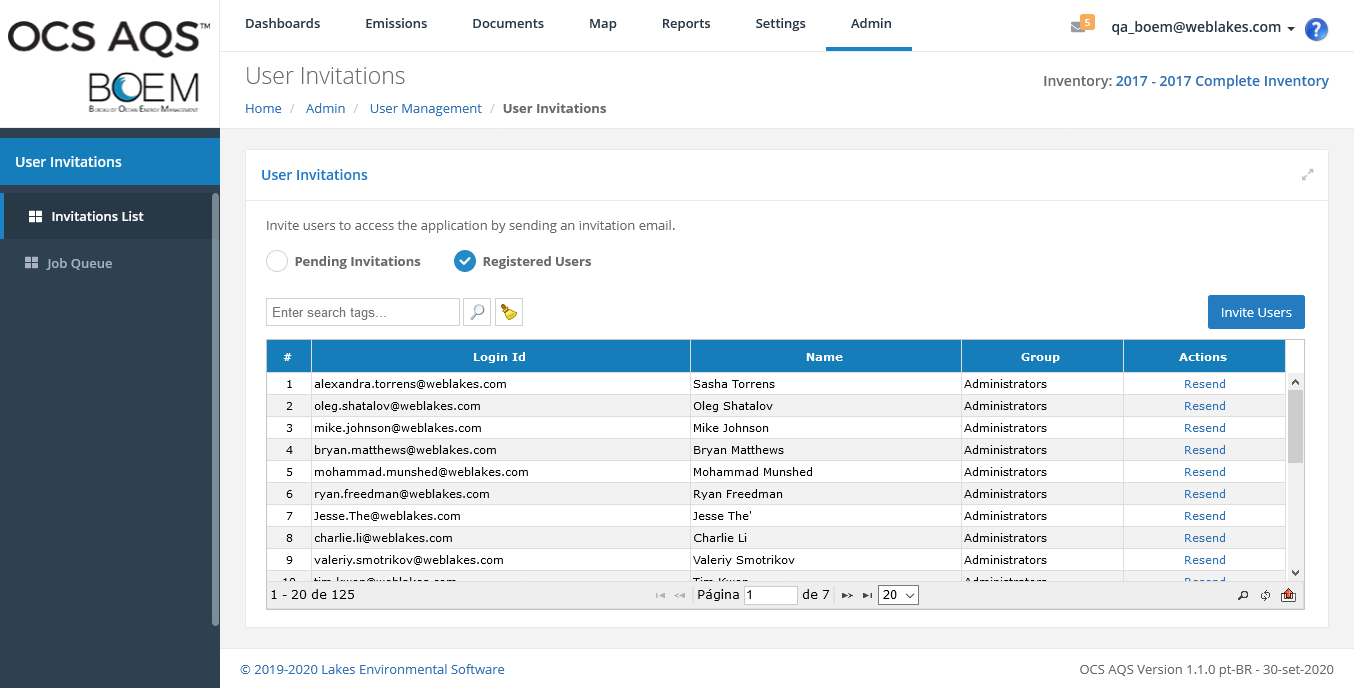 OCS AQS™
BOEM
BUREAU OF OCEAN ENERGY MANAGEMENT
Dashboards Emissions Documents Map Reports Settings Admin
5 qa_boem@weblakes.com ?
User Invitations
Inventory: 2017 - 2017 Complete Inventory
Home / Admin / User Management / User Invitations
User Invitations
Invitations List
Job Queue
User Invitations
Invite users to access the application by sending an invitation email.
Pending Invitations Registered Users
Enter search tags...
Invite Users
# Login Id Name Group Actions
1 alexandra.torrens@weblakes.com Sasha Torrens Administrators Resend
2 oleg.shatalov@weblakes.com Oleg Shatalov Administrators Resend
3 mike.johnson@weblakes.com Mike Johnson Administrators Resend
4 bryan.matthews@weblakes.com Bryan Matthews Administrators Resend
5 mohammad.munshed@weblakes.com Mohammad Munshed Administrators Resend
6 ryan.freedman@weblakes.com Ryan Freedman Administrators Resend
7 Jesse.The@weblakes.com Jesse The' Administrators Resend
8 charlie.li@weblakes.com Charlie Li Administrators Resend
9 valeriy.smotrikov@weblakes.com Valeriy Smotrikov Administrators Resend
1 - 20 de 125 Página 1 de 7 20
© 2019-2020 Lakes Environmental Software
OCS AQS Version 1.1.0 pt-BR - 30-set-2020